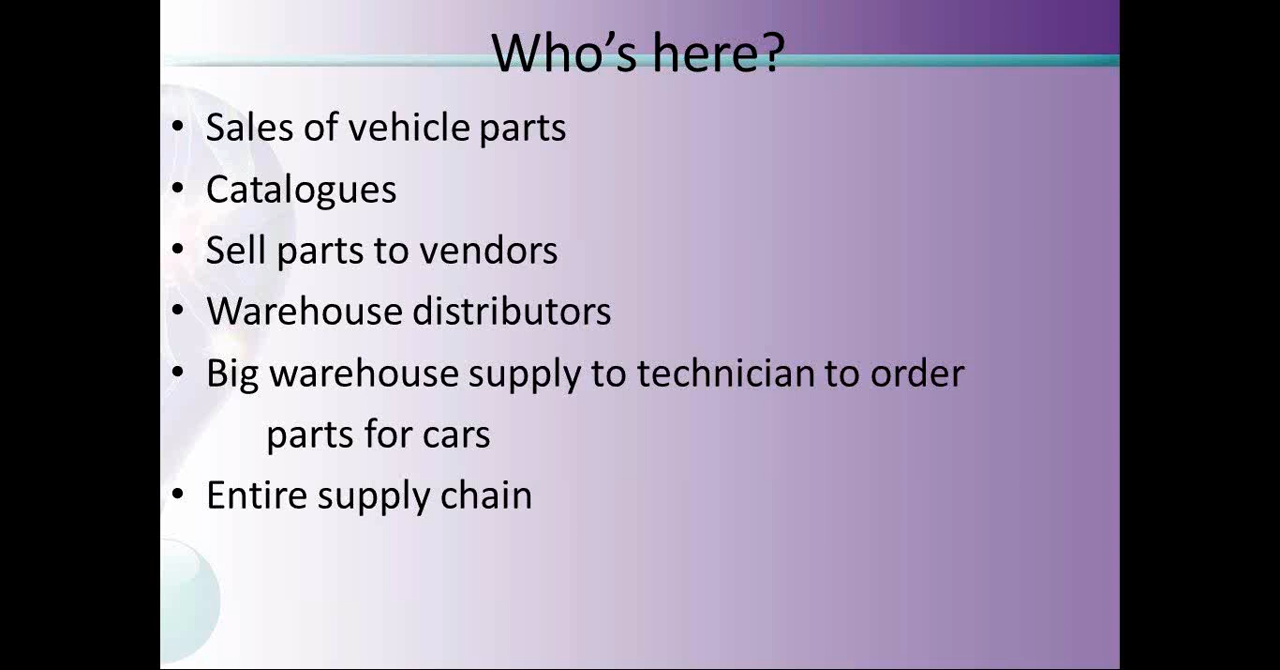 Who's here?
• Sales of vehicle parts
• Catalogues
• Sell parts to vendors
• Warehouse distributors
• Big warehouse supply to technician to order
parts for cars
• Entire supply chain